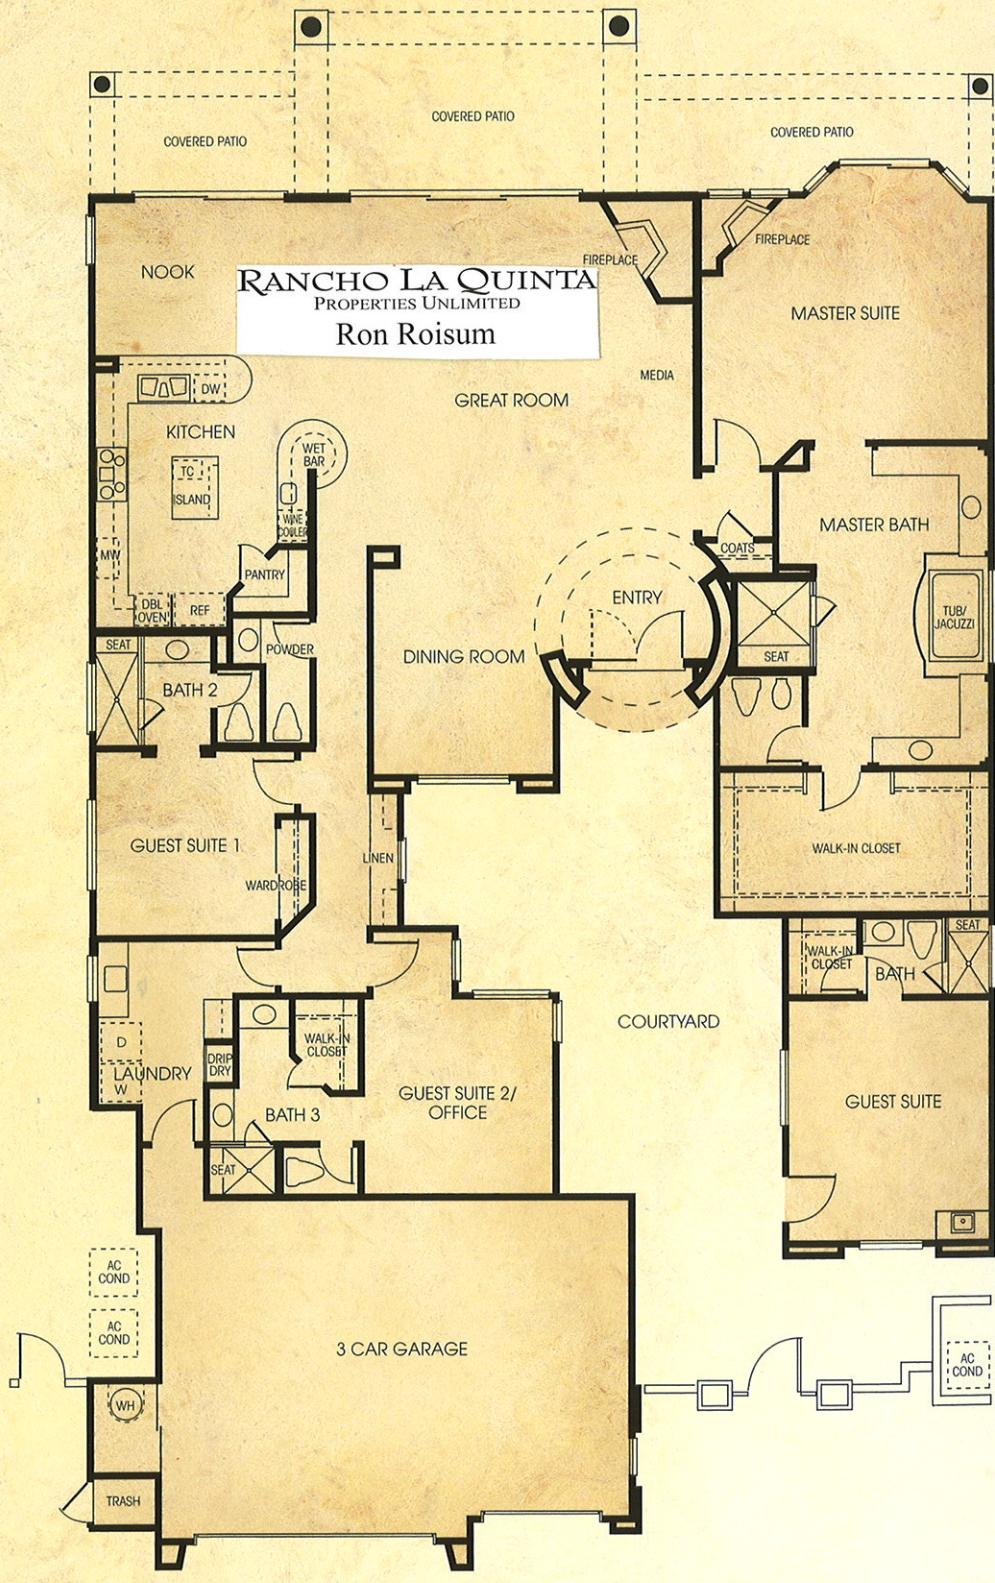 COVERED PATIO
COVERED PATIO
COVERED PATIO
FIREPLACE
FIREPLACE
NOOK
RANCHO LA QUINTA
PROPERTIES UNLIMITED
Ron Roisum
MASTER SUITE
MEDIA
GREAT ROOM
DW
KITCHEN
WET
BAR
TC
ISLAND
WINE
COOLER
MASTER BATH
COATS
MW
PANTRY
ENTRY
DBL
OVEN
REF
TUB/
JACUZZI
SEAT
POWDER
DINING ROOM
SEAT
BATH 2
GUEST SUITE 1
LINEN
WALK-IN CLOSET
WARDROBE
SEAT
WALK-IN
CLOSET
BATH
COURTYARD
D
W
LAUNDRY
DRIP
DRY
WALK-IN
CLOSET
BATH 3
GUEST SUITE 2/
OFFICE
GUEST SUITE
SEAT
AC
COND
AC
COND
3 CAR GARAGE
AC
COND
WH
TRASH